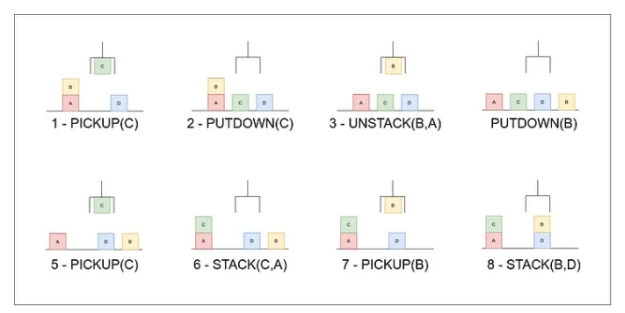 C
B
A D
1 - PICKUP(C)
B
A C D
2 - PUTDOWN(C)
B
A C D
3 - UNSTACK(B,A)
A C D B
PUTDOWN(B)
C
A D B
5 - PICKUP(C)
C
A D B
6 - STACK(C,A)
B
C
A D
7 - PICKUP(B)
C B
A D
8 - STACK(B,D)